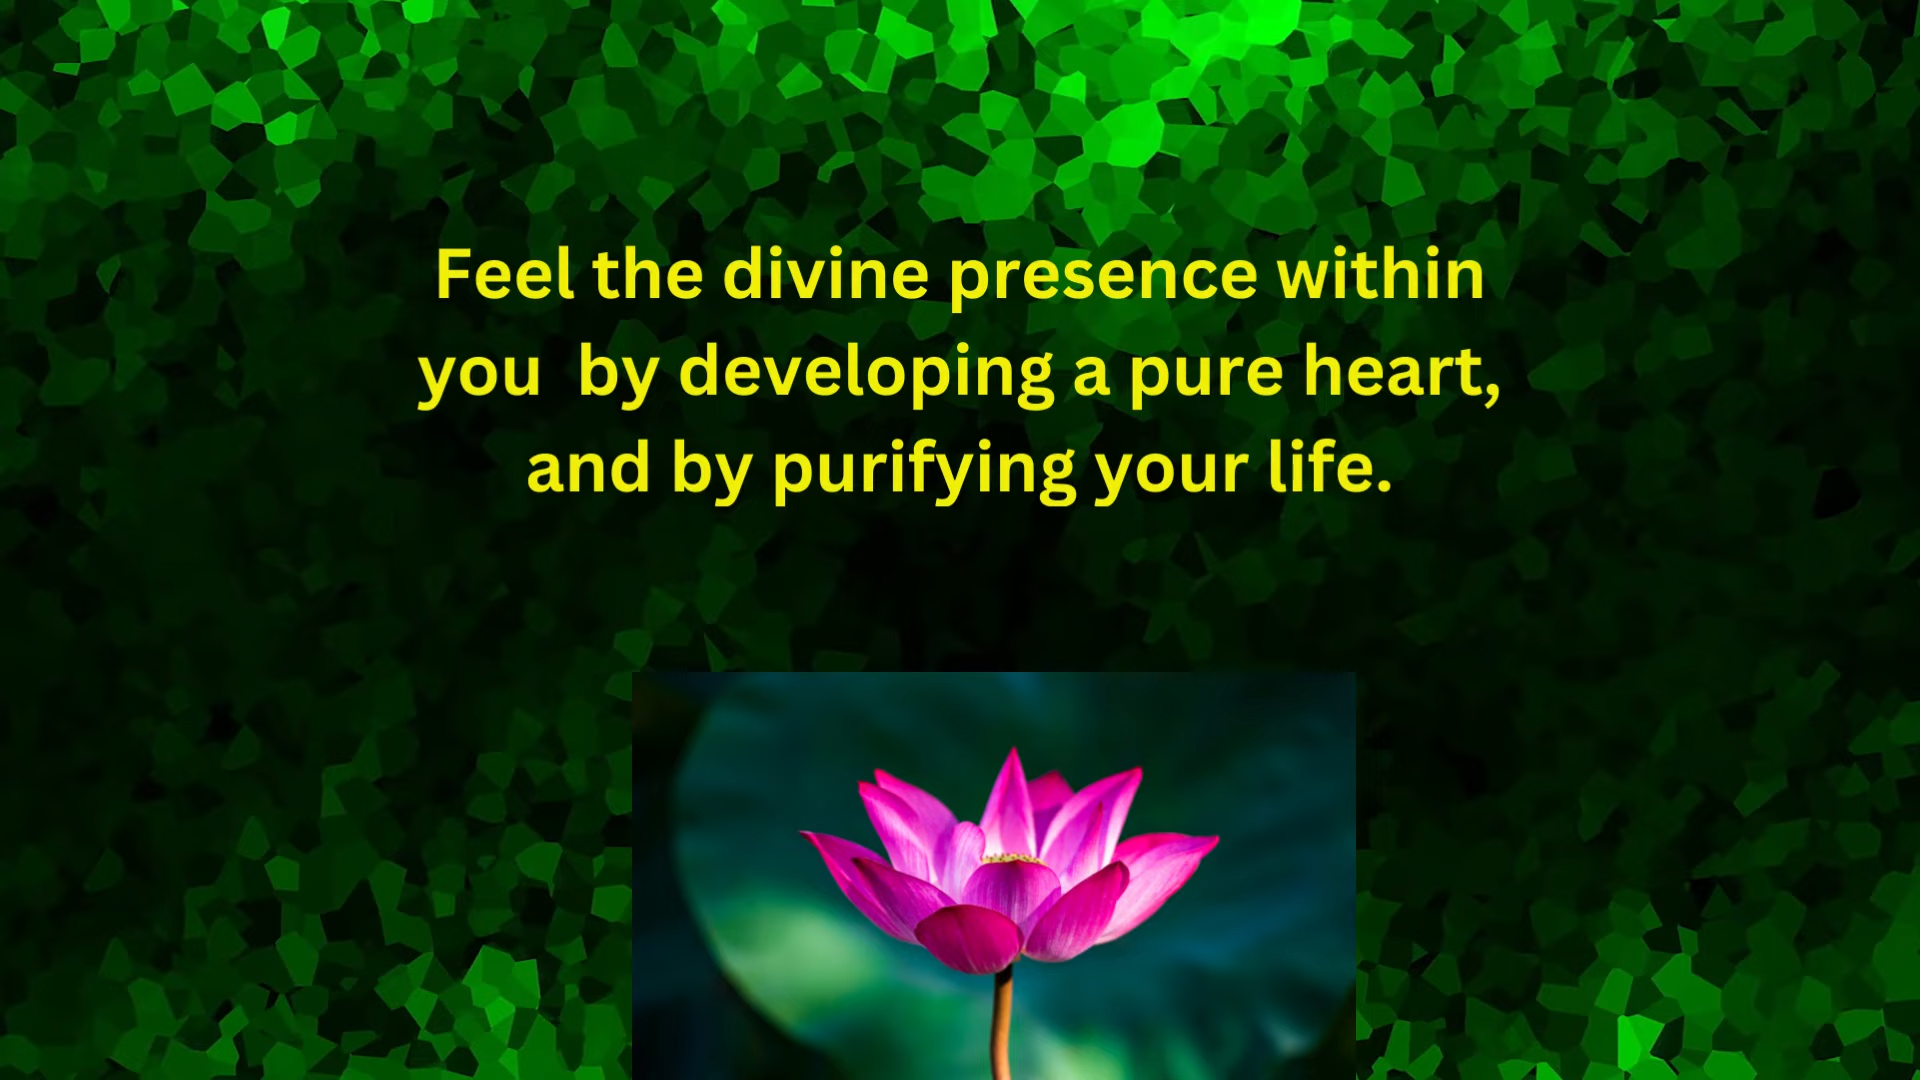 Feel the divine presence within
you  by developing a pure heart,
and by purifying your life.